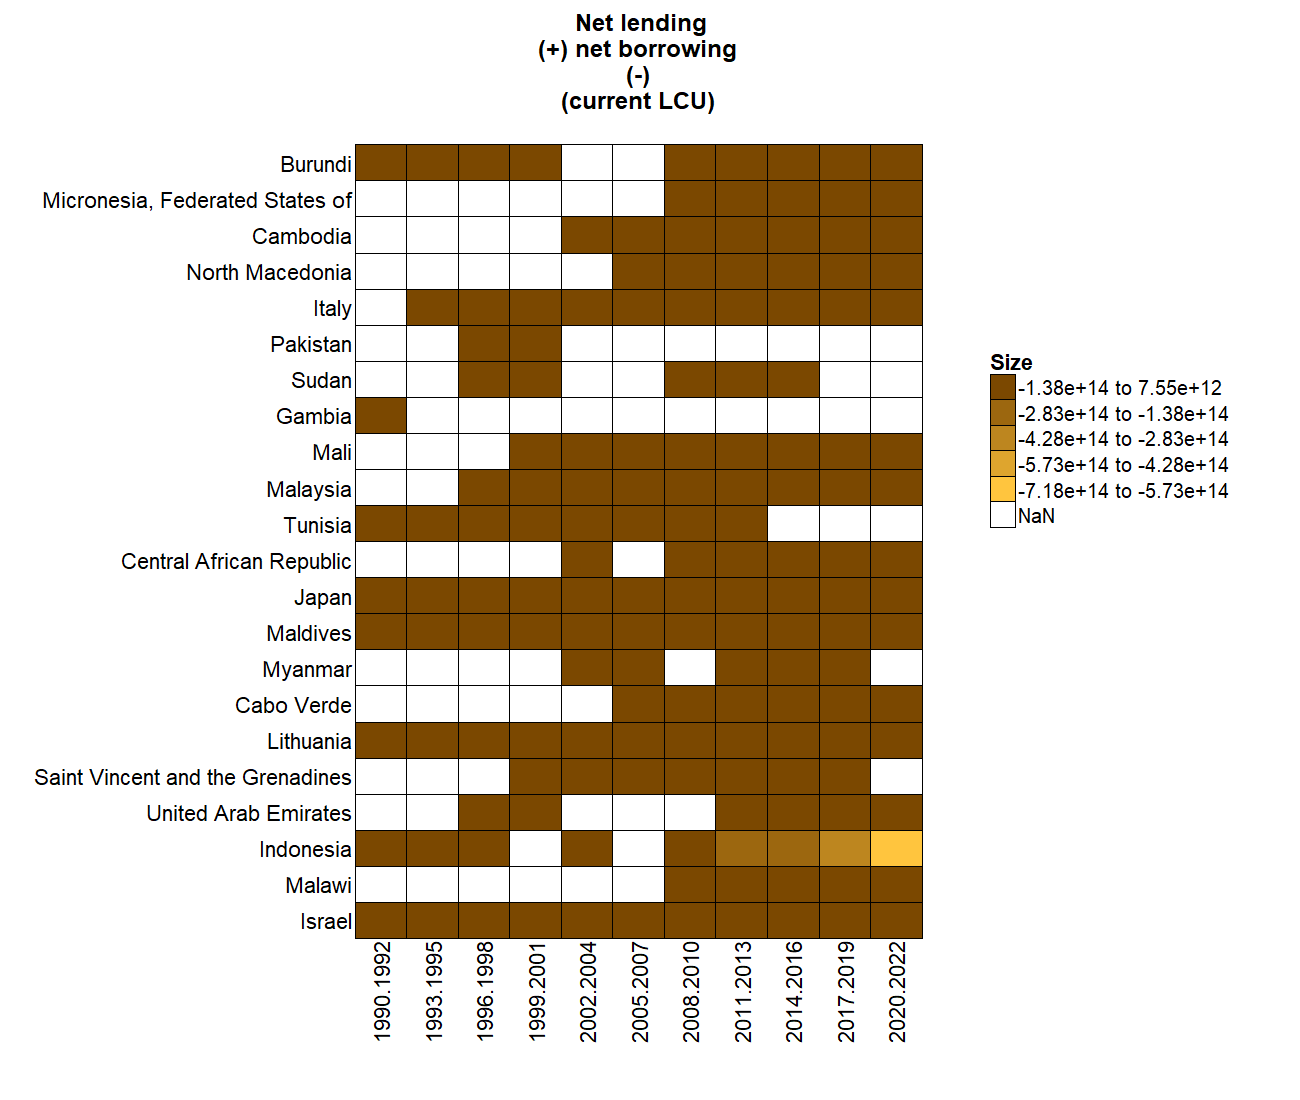 Net lending
(+) net borrowing
(-)
(current LCU)
Burundi
Micronesia, Federated States of
Cambodia
North Macedonia
Italy
Pakistan
Sudan
Gambia
Mali
Malaysia
Tunisia
Central African Republic
Japan
Maldives
Myanmar
Cabo Verde
Lithuania
Saint Vincent and the Grenadines
United Arab Emirates
Indonesia
Malawi
Israel
1990.1992
1993.1995
1996.1998
1999.2001
2002.2004
2005.2007
2008.2010
2011.2013
2014.2016
2017.2019
2020.2022
Size
-1.38e+14 to 7.55e+12
-2.83e+14 to -1.38e+14
-4.28e+14 to -2.83e+14
-5.73e+14 to -4.28e+14
-7.18e+14 to -5.73e+14
NaN